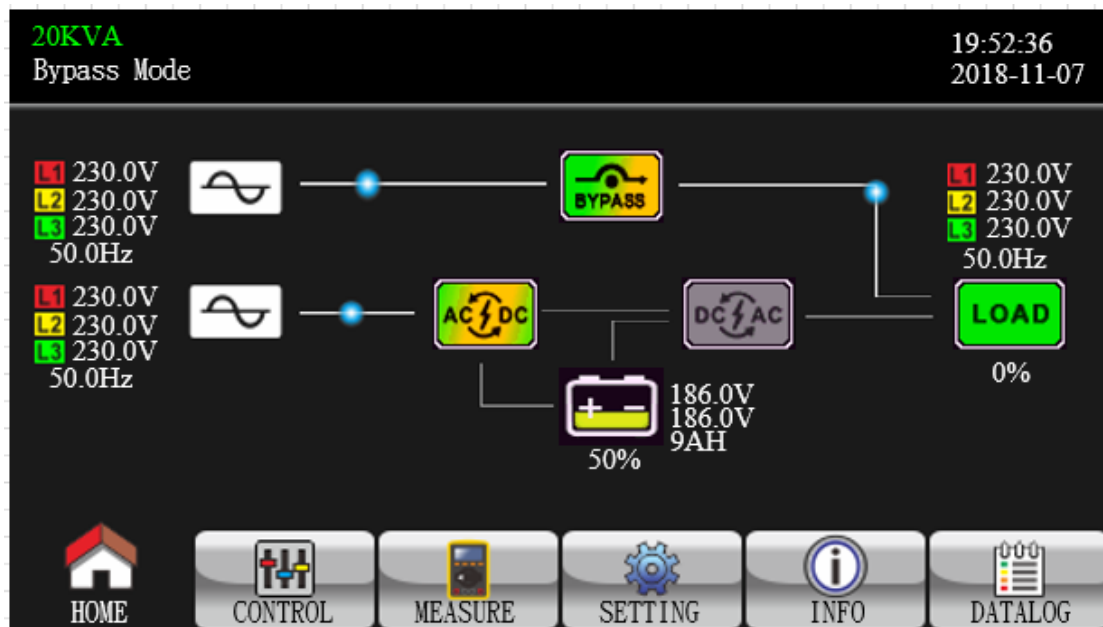 20KVA
Bypass Mode
19:52:36
2018-11-07
L1 230.0V
L2 230.0V
L3 230.0V
50.0Hz
BYPASS
L1 230.0V
L2 230.0V
L3 230.0V
50.0Hz
L1 230.0V
L2 230.0V
L3 230.0V
50.0Hz
AC DC
DC AC
LOAD
0%
186.0V
186.0V
9AH
50%
HOME
CONTROL
MEASURE
SETTING
INFO
DATALOG